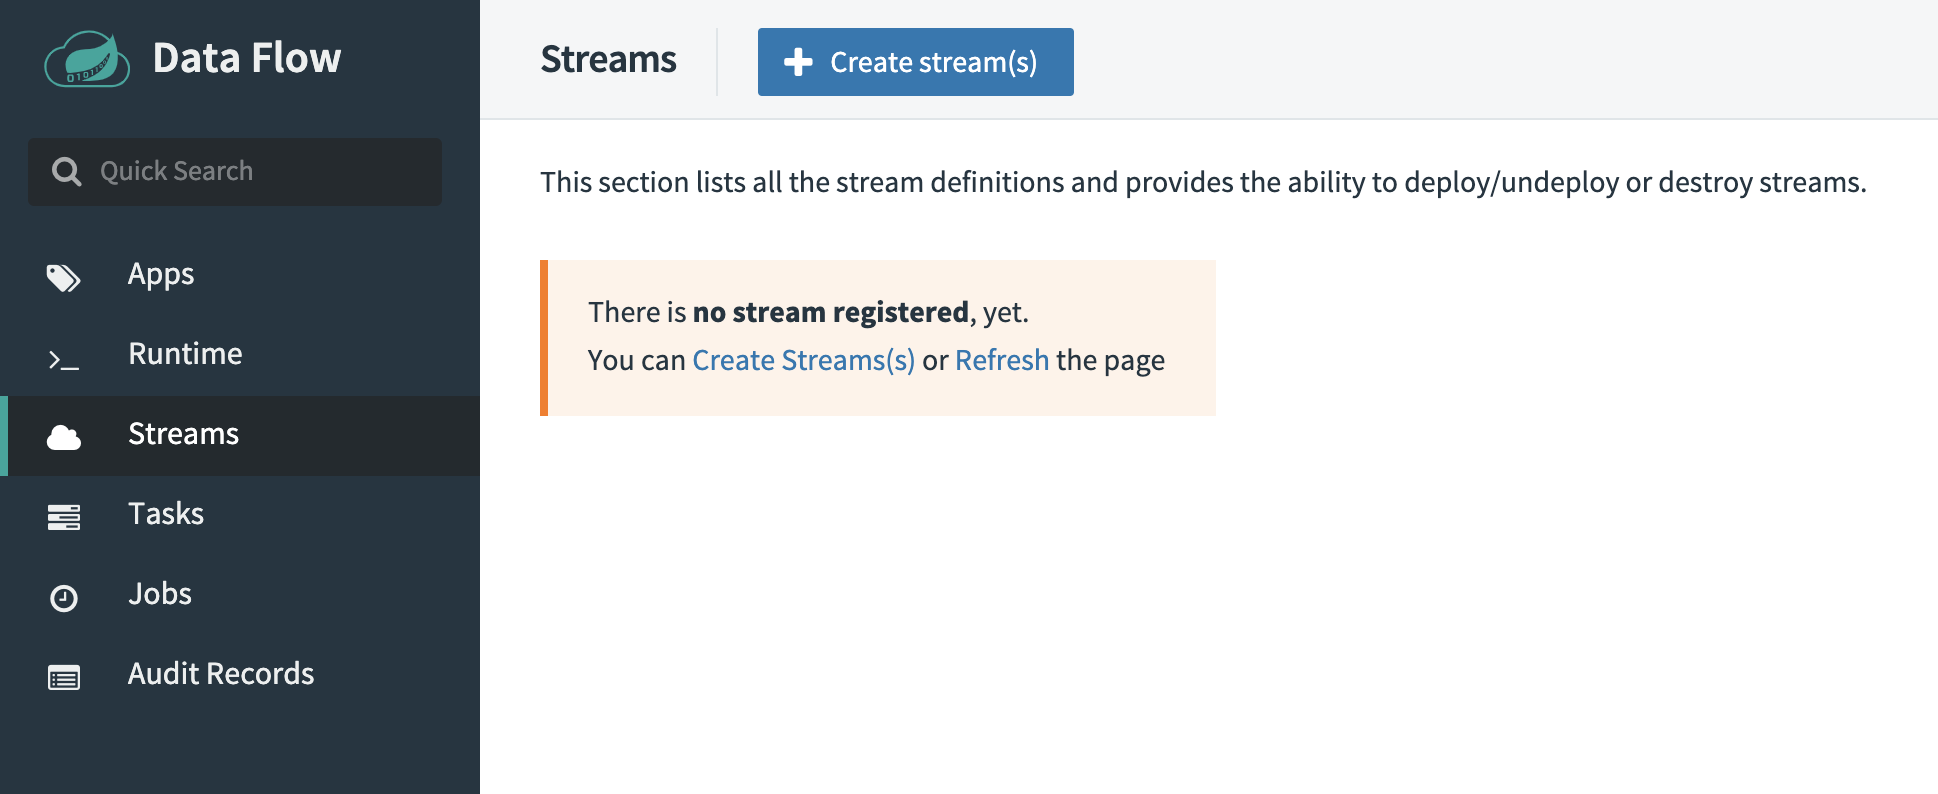 Data Flow
Quick Search
Apps
Runtime
Streams
Tasks
Jobs
Audit Records
Streams
Create stream(s)
This section lists all the stream definitions and provides the ability to deploy/undeploy or destroy streams.
There is no stream registered, yet.
You can Create Streams(s) or Refresh the page